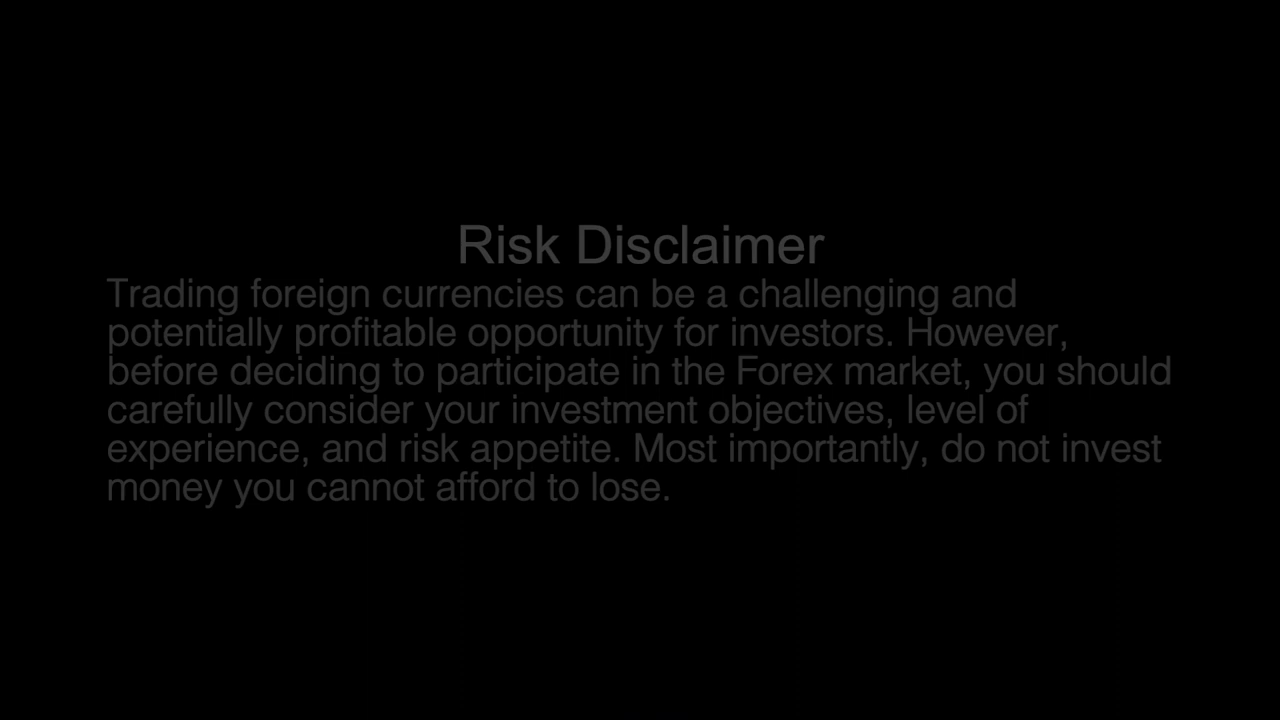 Risk Disclaimer
Trading foreign currencies can be a challenging and
potentially profitable opportunity for investors. However,
before deciding to participate in the Forex market, you should
carefully consider your investment objectives, level of
experience, and risk appetite. Most importantly, do not invest
money you cannot afford to lose.